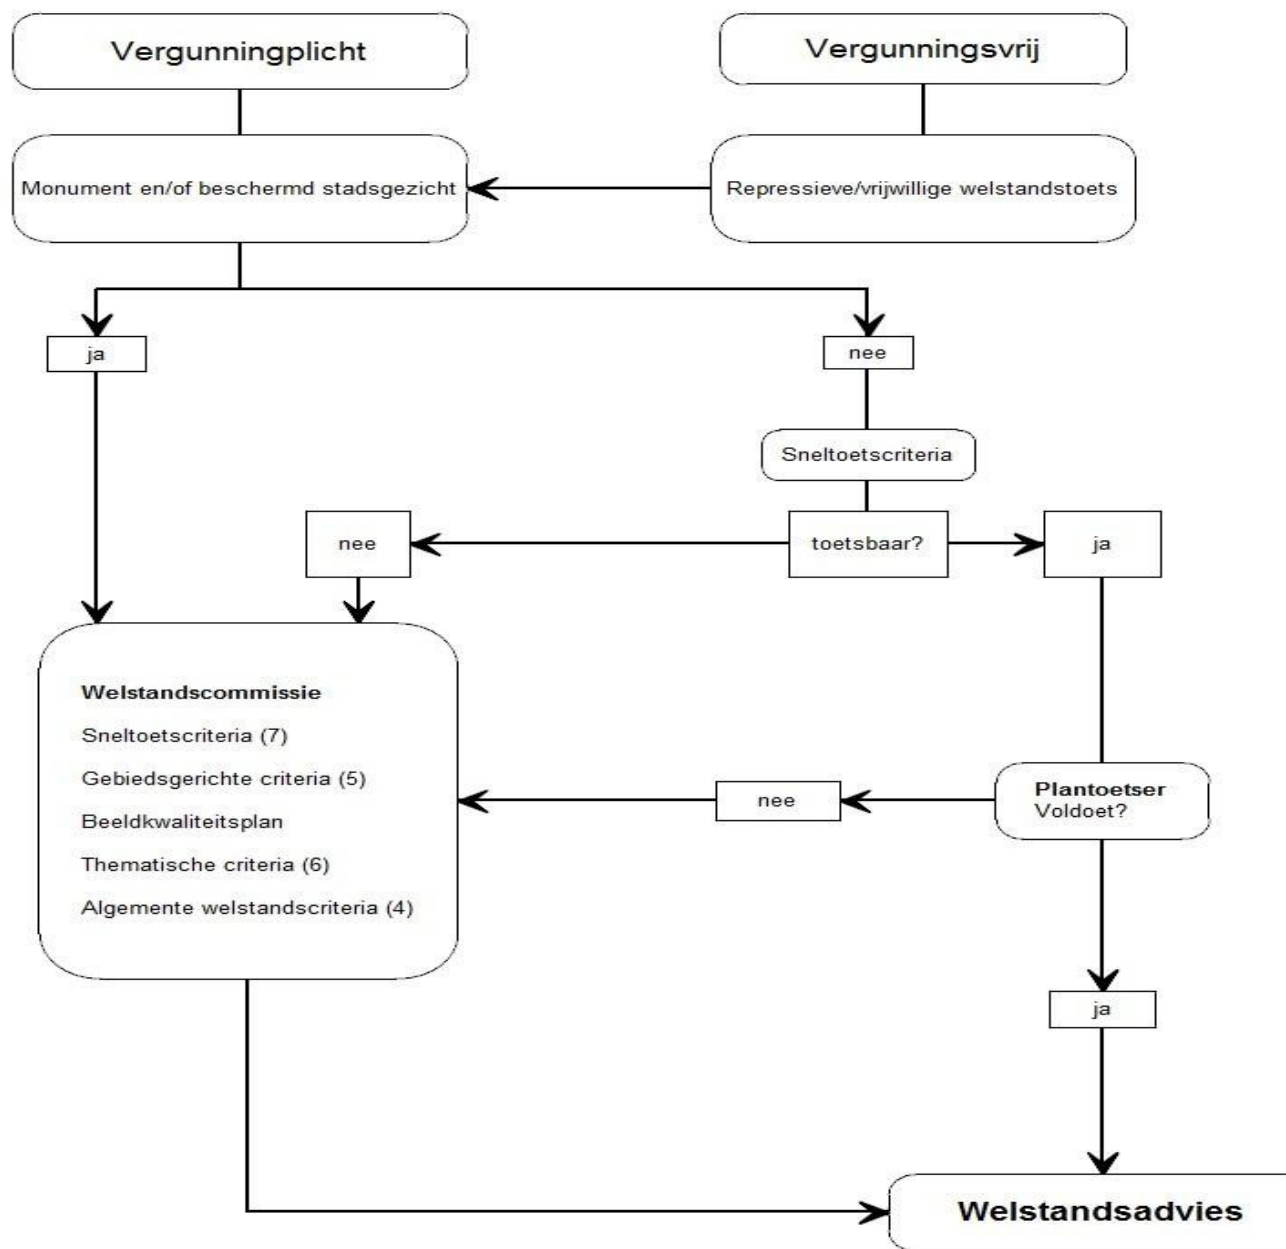 Vergunningplicht
Vergunningsvrij
Monument en/of beschermd stadsgezicht
Repressieve/vrijwillige welstandstoets
ja
nee
Sneltoetscriteria
nee
toetsbaar?
ja
Welstandscommissie
Sneltoetscriteria (7)
Gebiedsgerichte criteria (5)
Beeldkwaliteitsplan
Thematische criteria (6)
Algemente welstandscriteria (4)
nee
Plantoetser
Voldoet?
ja
Welstandsadvies